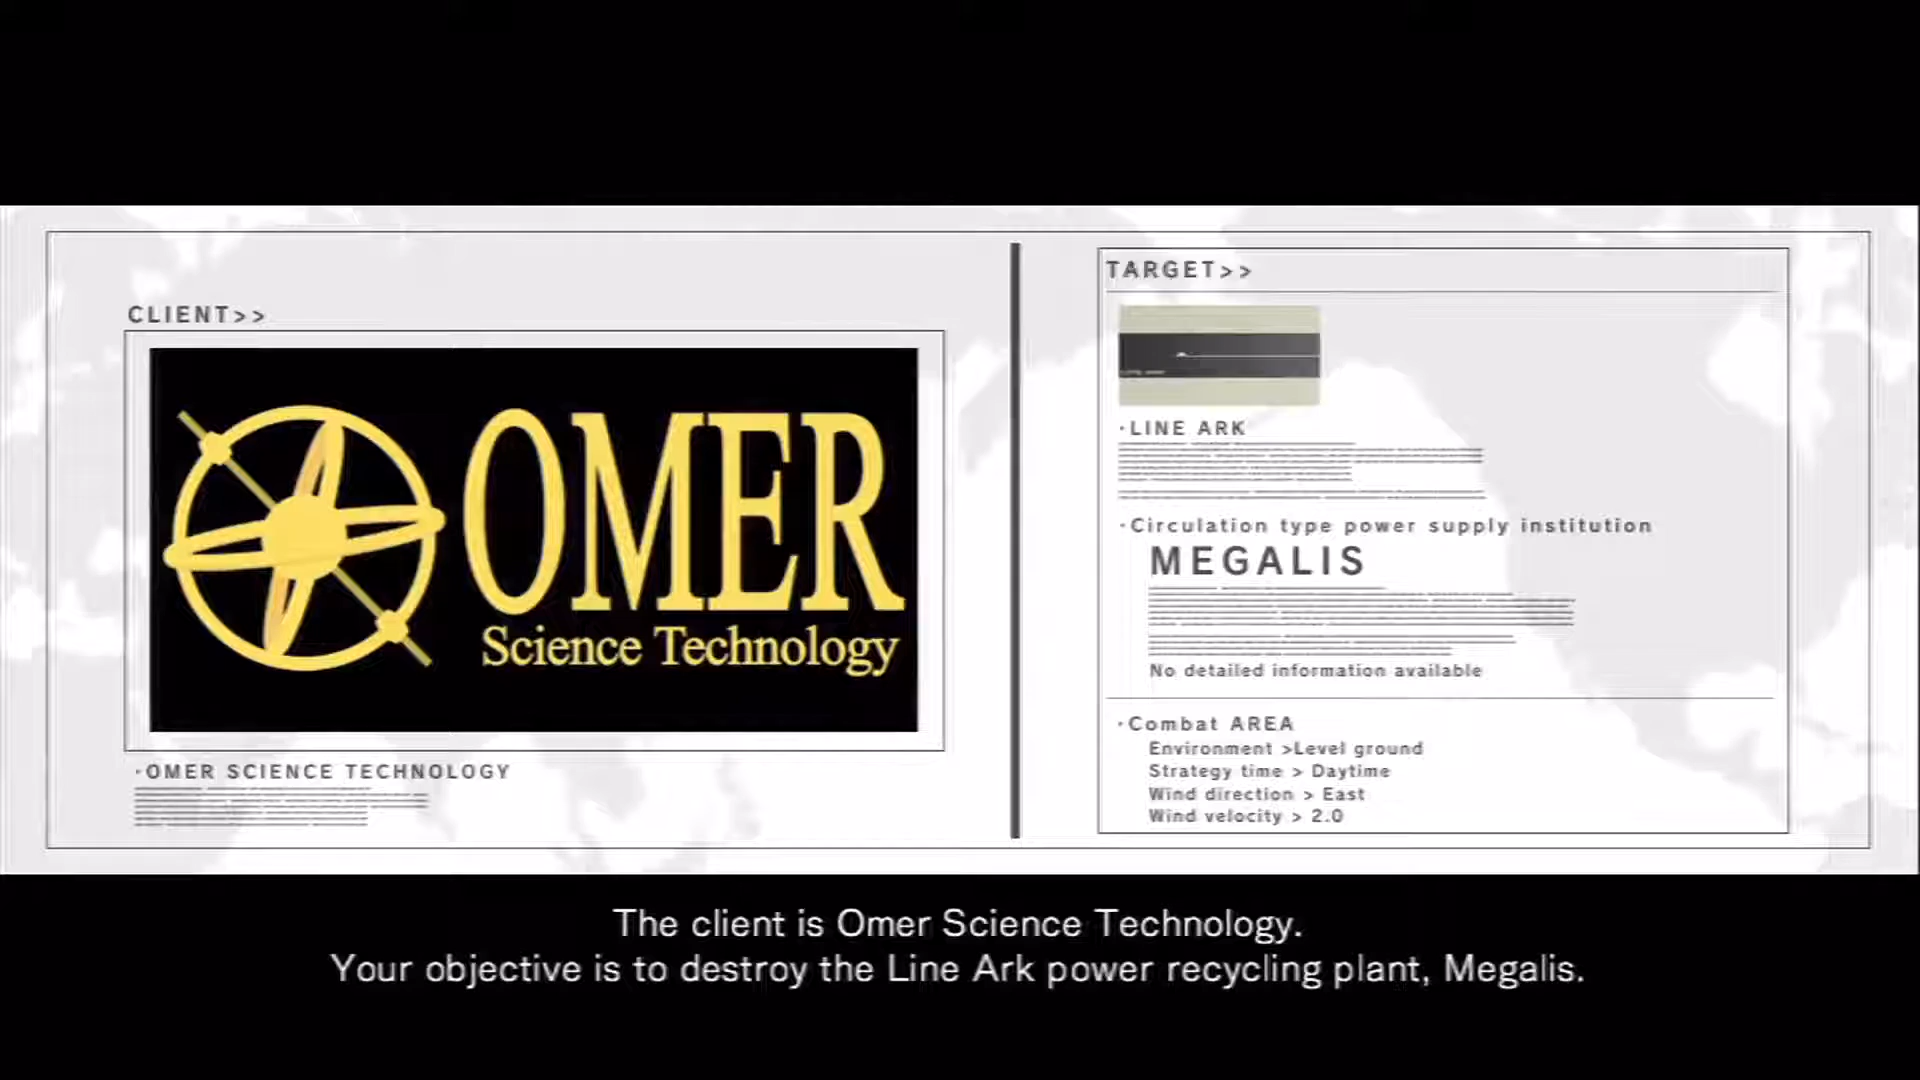 CLIENT>>
OMER
Science Technology
·OMER SCIENCE TECHNOLOGY
TARGET>>
·LINE ARK
·Circulation type power supply institution
MEGALIS
No detailed information available
·Combat AREA
Environment >Level ground
Strategy time > Daytime
Wind direction > East
Wind velocity > 2.0
The client is Omer Science Technology.
Your objective is to destroy the Line Ark power recycling plant, Megalis.